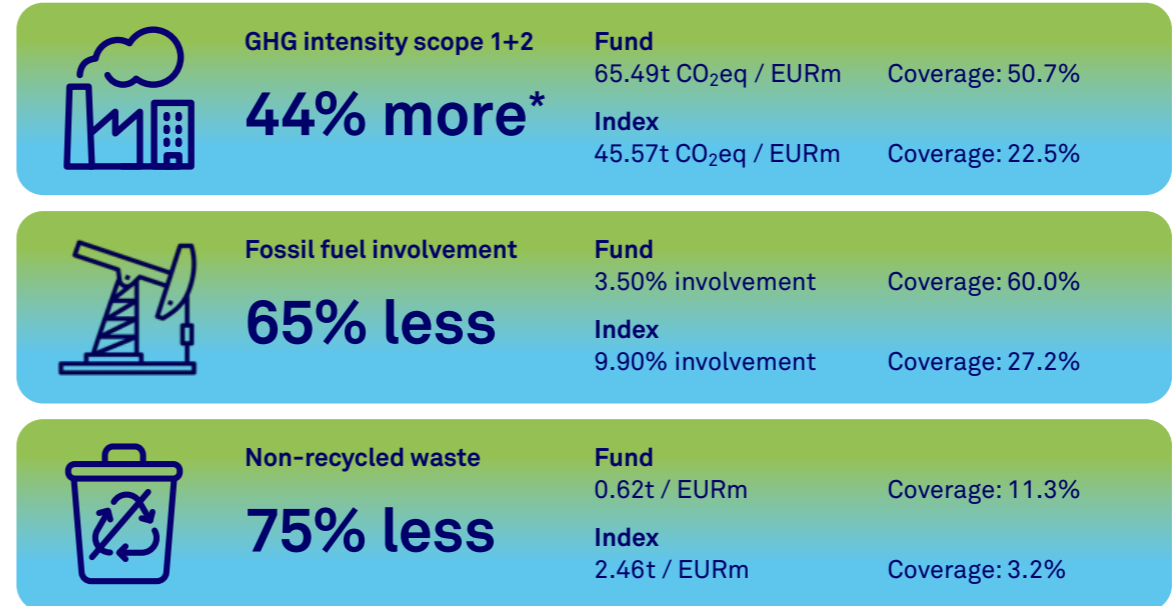 GHG intensity scope 1+2
44% more*
Fund
65.49t CO₂eq / EURm Coverage: 50.7%
Index
45.57t CO₂eq / EURm Coverage: 22.5%
Fossil fuel involvement
65% less
Fund
3.50% involvement Coverage: 60.0%
Index
9.90% involvement Coverage: 27.2%
Non-recycled waste
75% less
Fund
0.62t / EURm Coverage: 11.3%
Index
2.46t / EURm Coverage: 3.2%